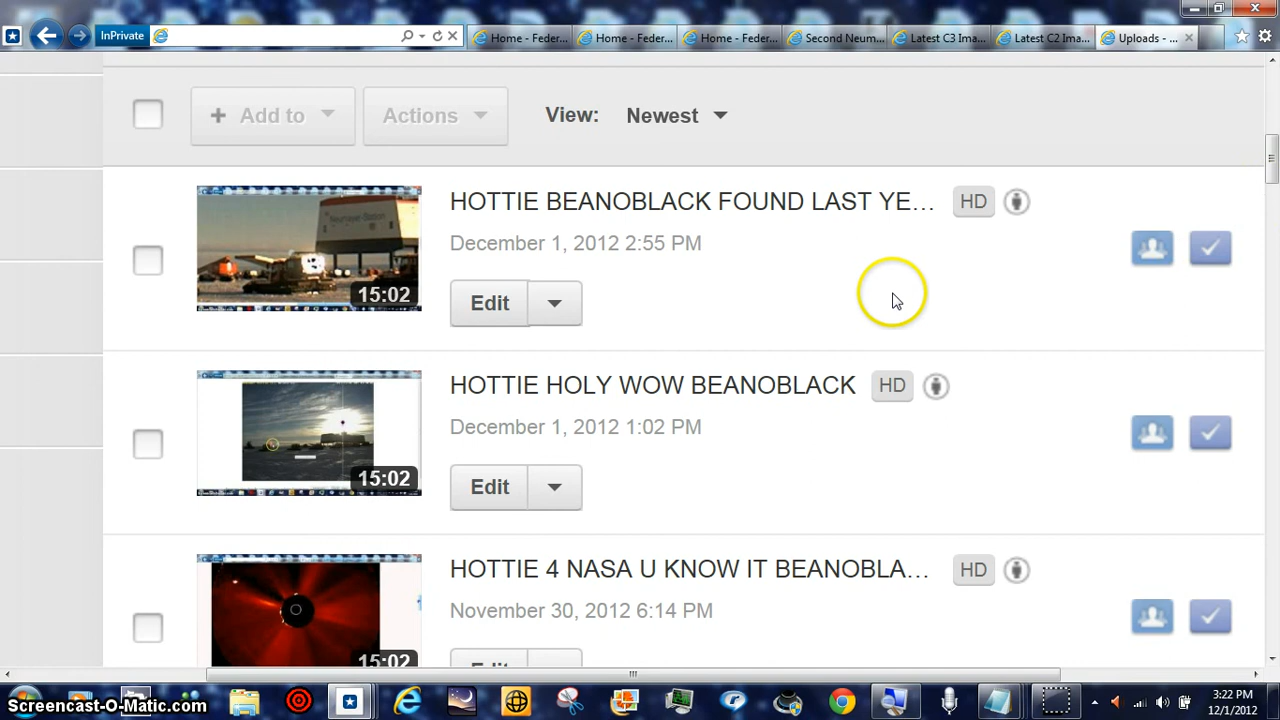 InPrivate
Home - Feder...
Home - Feder...
Home - Feder...
Second Neum...
Latest C3 Ima...
Latest C2 Ima...
Uploads - ...
+ Add to
Actions
View: Newest
Neumayer-Station
15:02
HOTTIE BEANOBLACK FOUND LAST YE...
HD
December 1, 2012 2:55 PM
Edit
15:02
HOTTIE HOLY WOW BEANOBLACK
HD
December 1, 2012 1:02 PM
Edit
15:02
HOTTIE 4 NASA U KNOW IT BEANOBLA...
HD
November 30, 2012 6:14 PM
Edit
Screencast-O-Matic.com
3:22 PM
12/1/2012